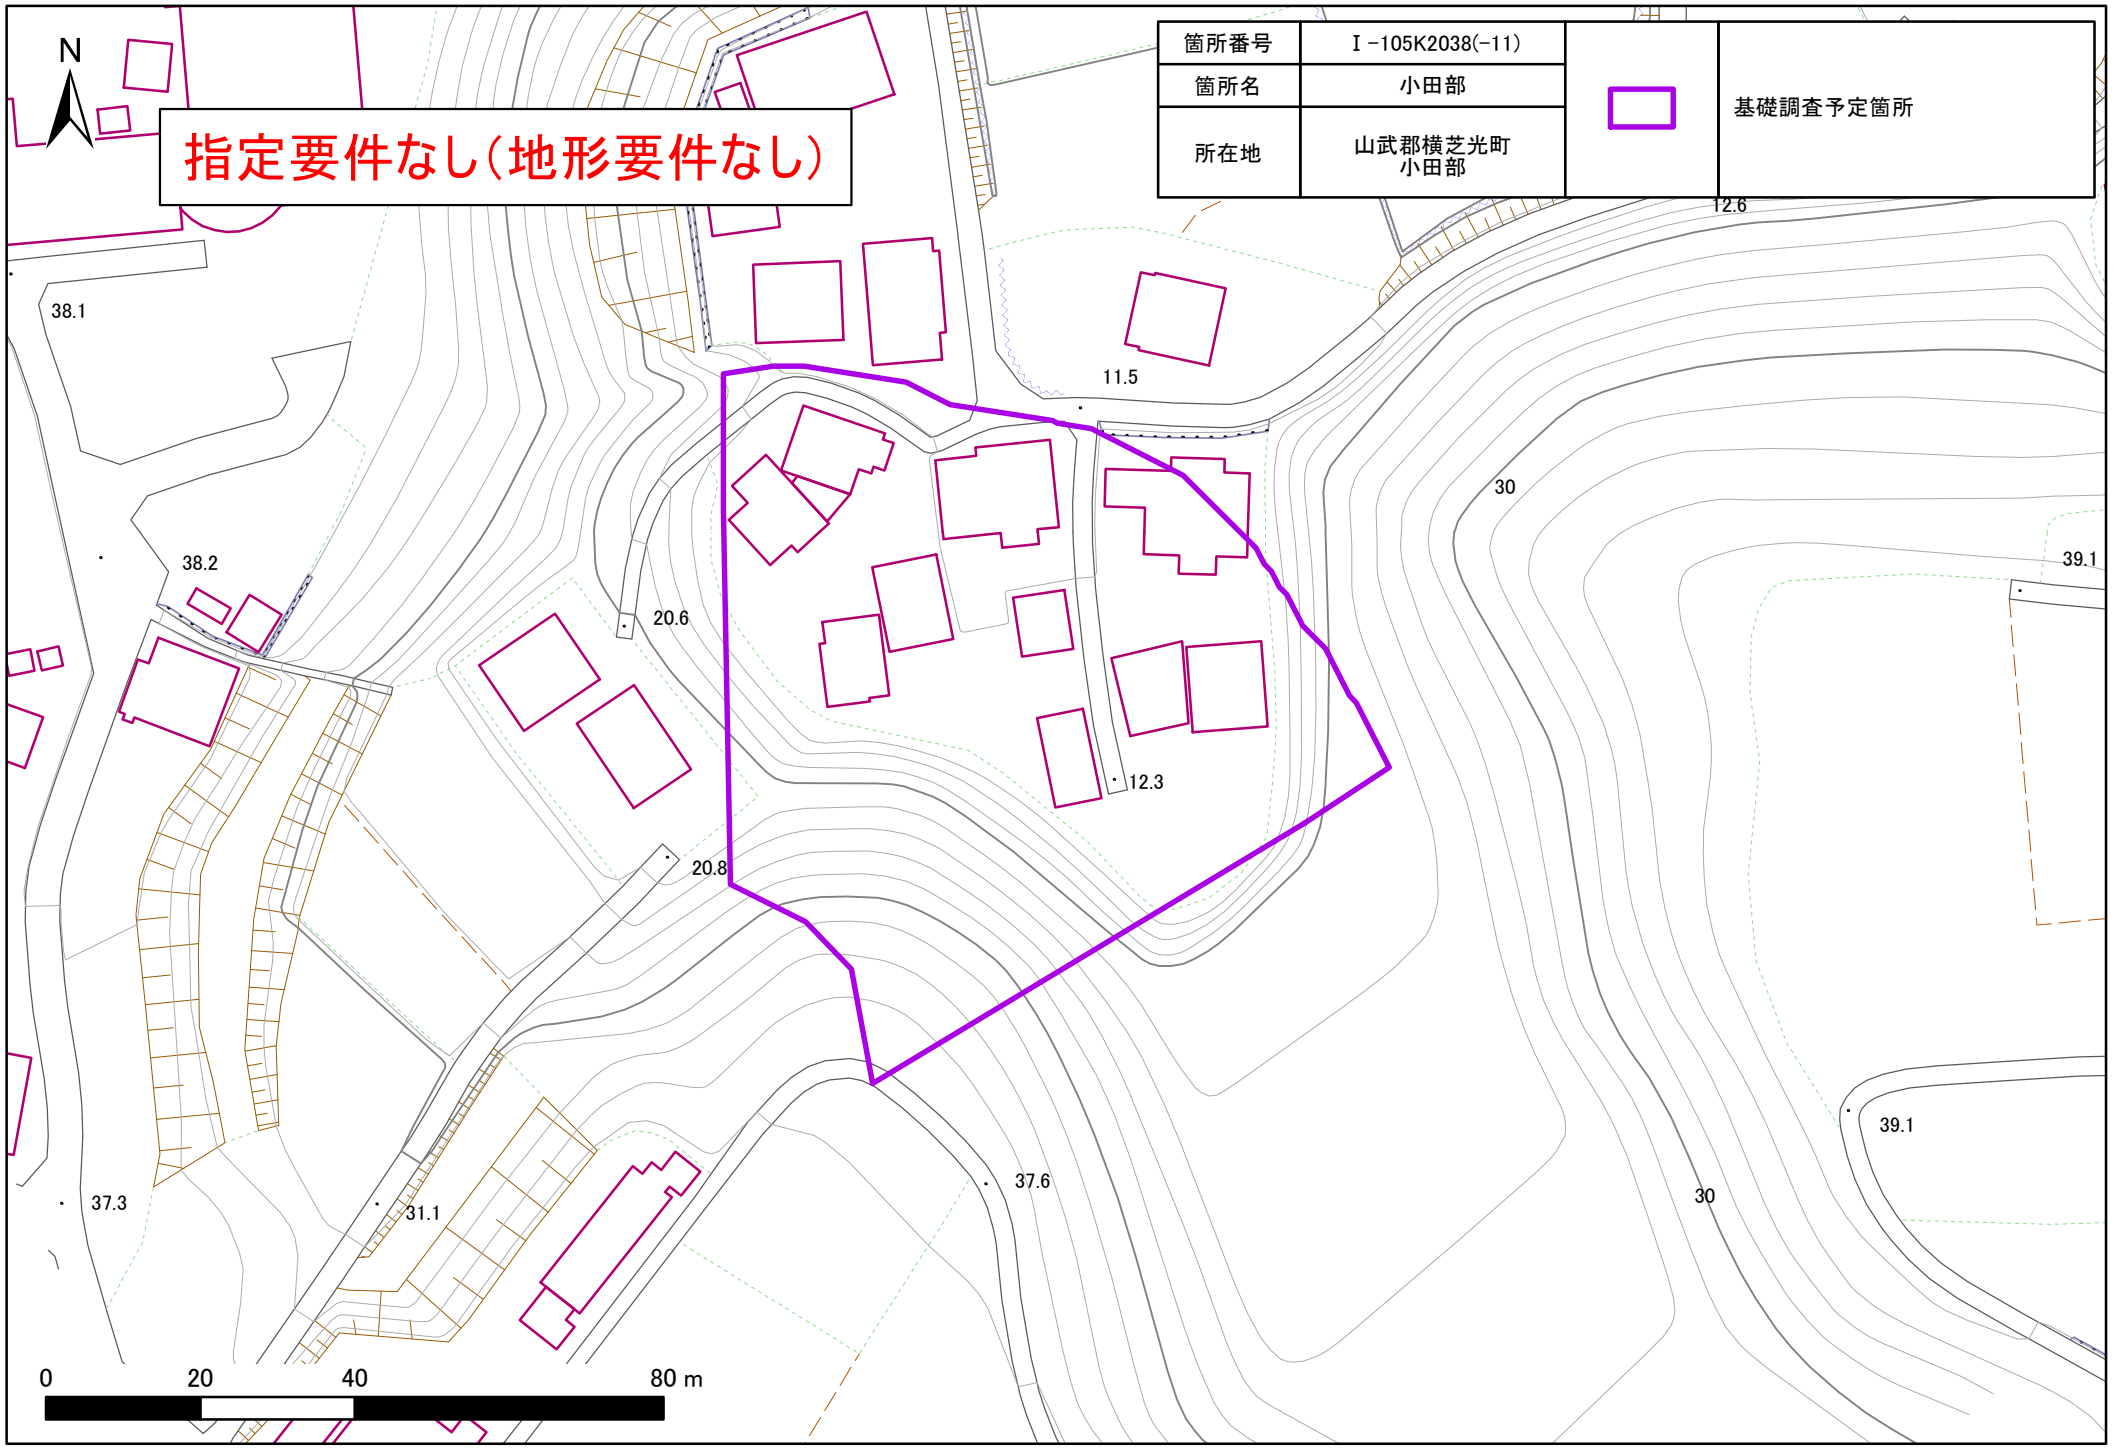 N
指定要件なし(地形要件なし)
箇所番号 Ⅰ-105K2038(-11)
箇所名 小田部
所在地 山武郡横芝光町
小田部
基礎調査予定箇所
12.6
38.1
11.5
30
38.2
39.1
20.6
12.3
20.8
39.1
37.6
30
37.3
31.1
0 20 40 80 m